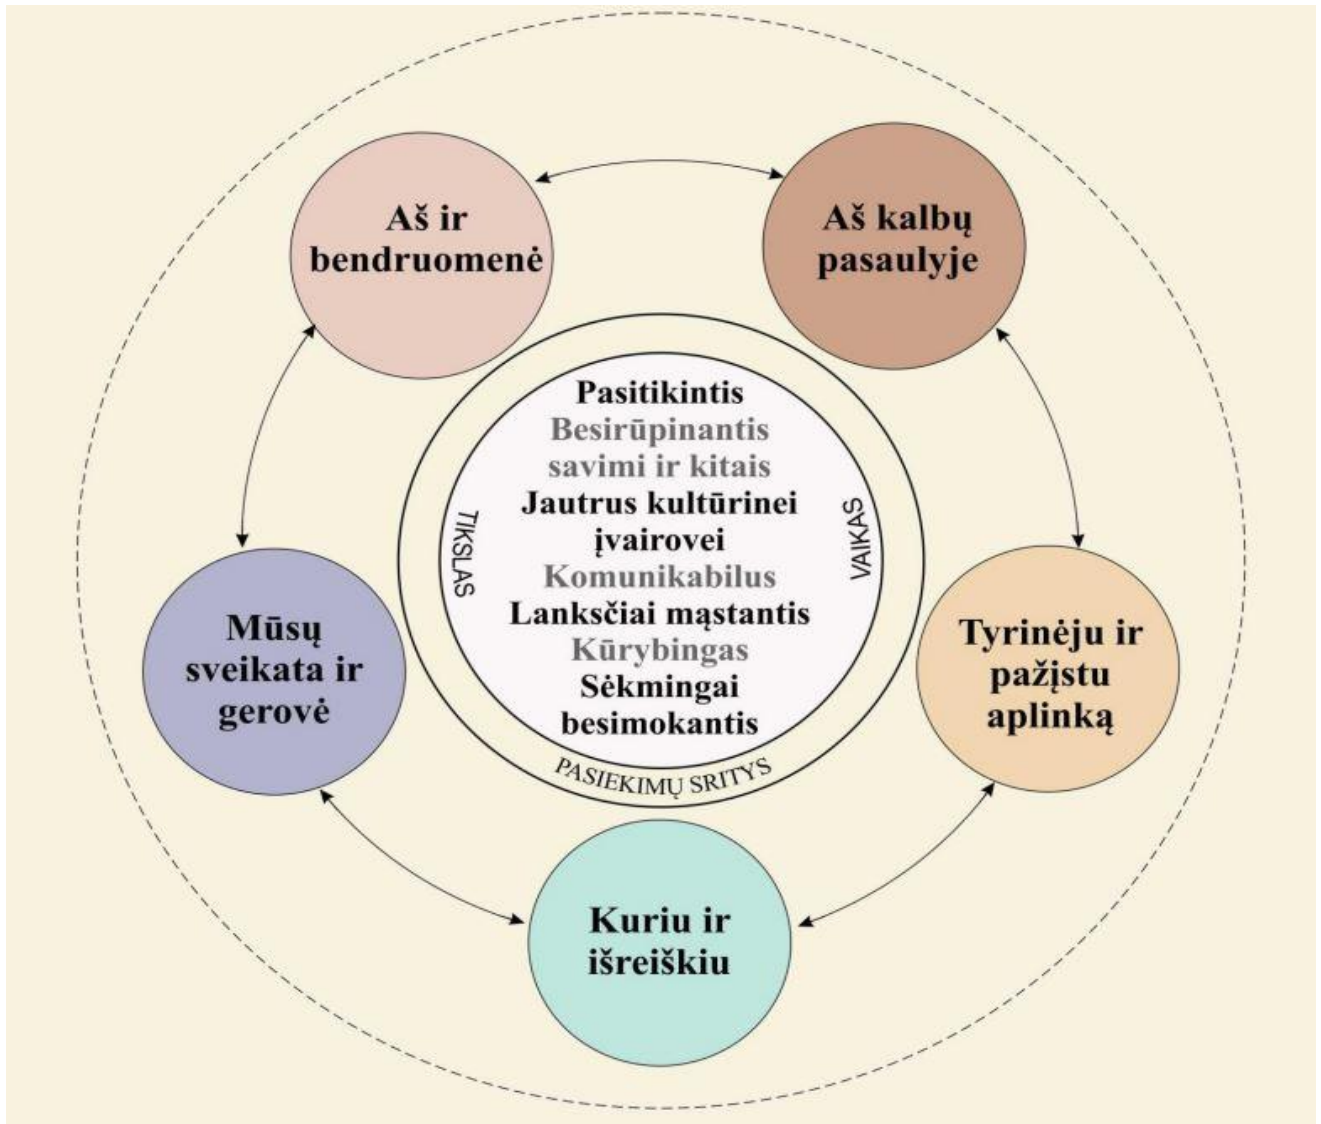 Aš ir
bendruomenė
Aš kalbų
pasaulyje
Pasitikintis
Besirūpinantis
savimi ir kitais
Jautrus kultūrinei
įvairovei
Komunikabilus
Lanksčiai mąstantis
Kūrybingas
Sėkmingai
besimokantis
TIKSLAS
VAIKAS
PASIEKIMŲ SRITYS
Mūsų
sveikata ir
gerovė
Tyrinėju ir
pažįstu
aplinką
Kuriu ir
išreiškiu